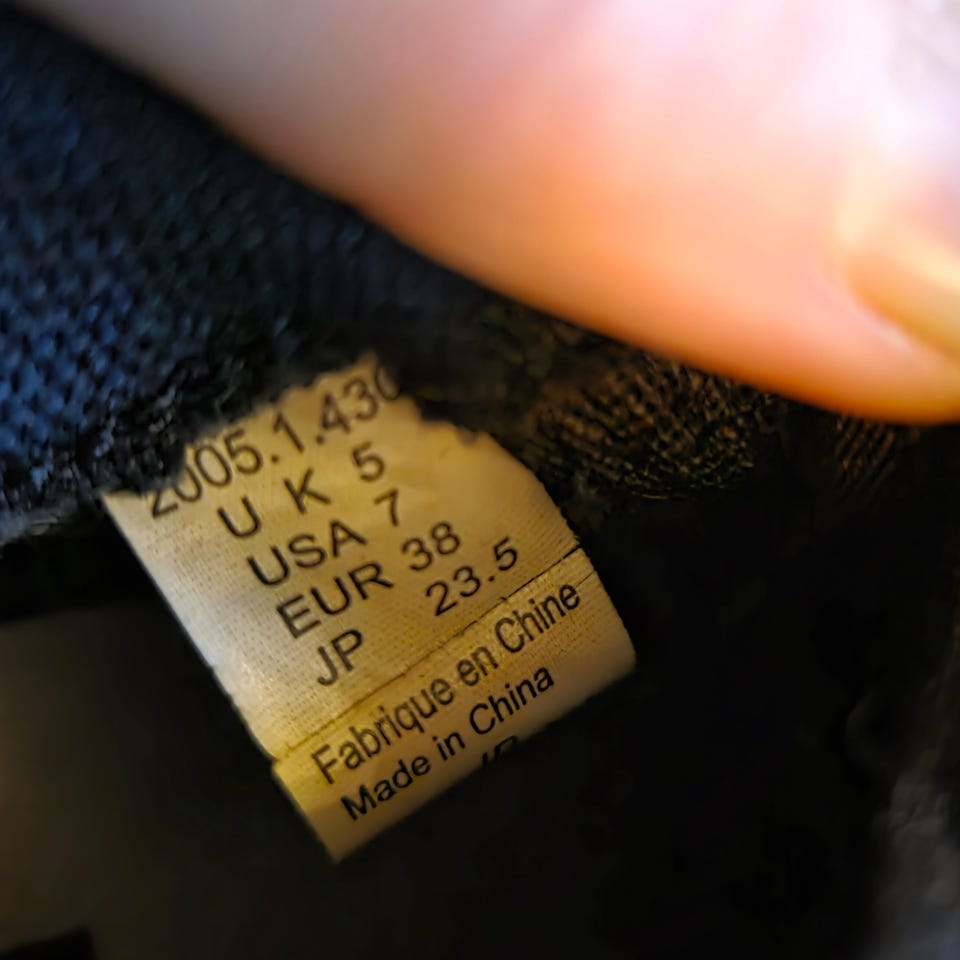 2005.1.430
U K 5
USA 7
EUR 38
JP 23.5
Fabrique en Chine
Made in China